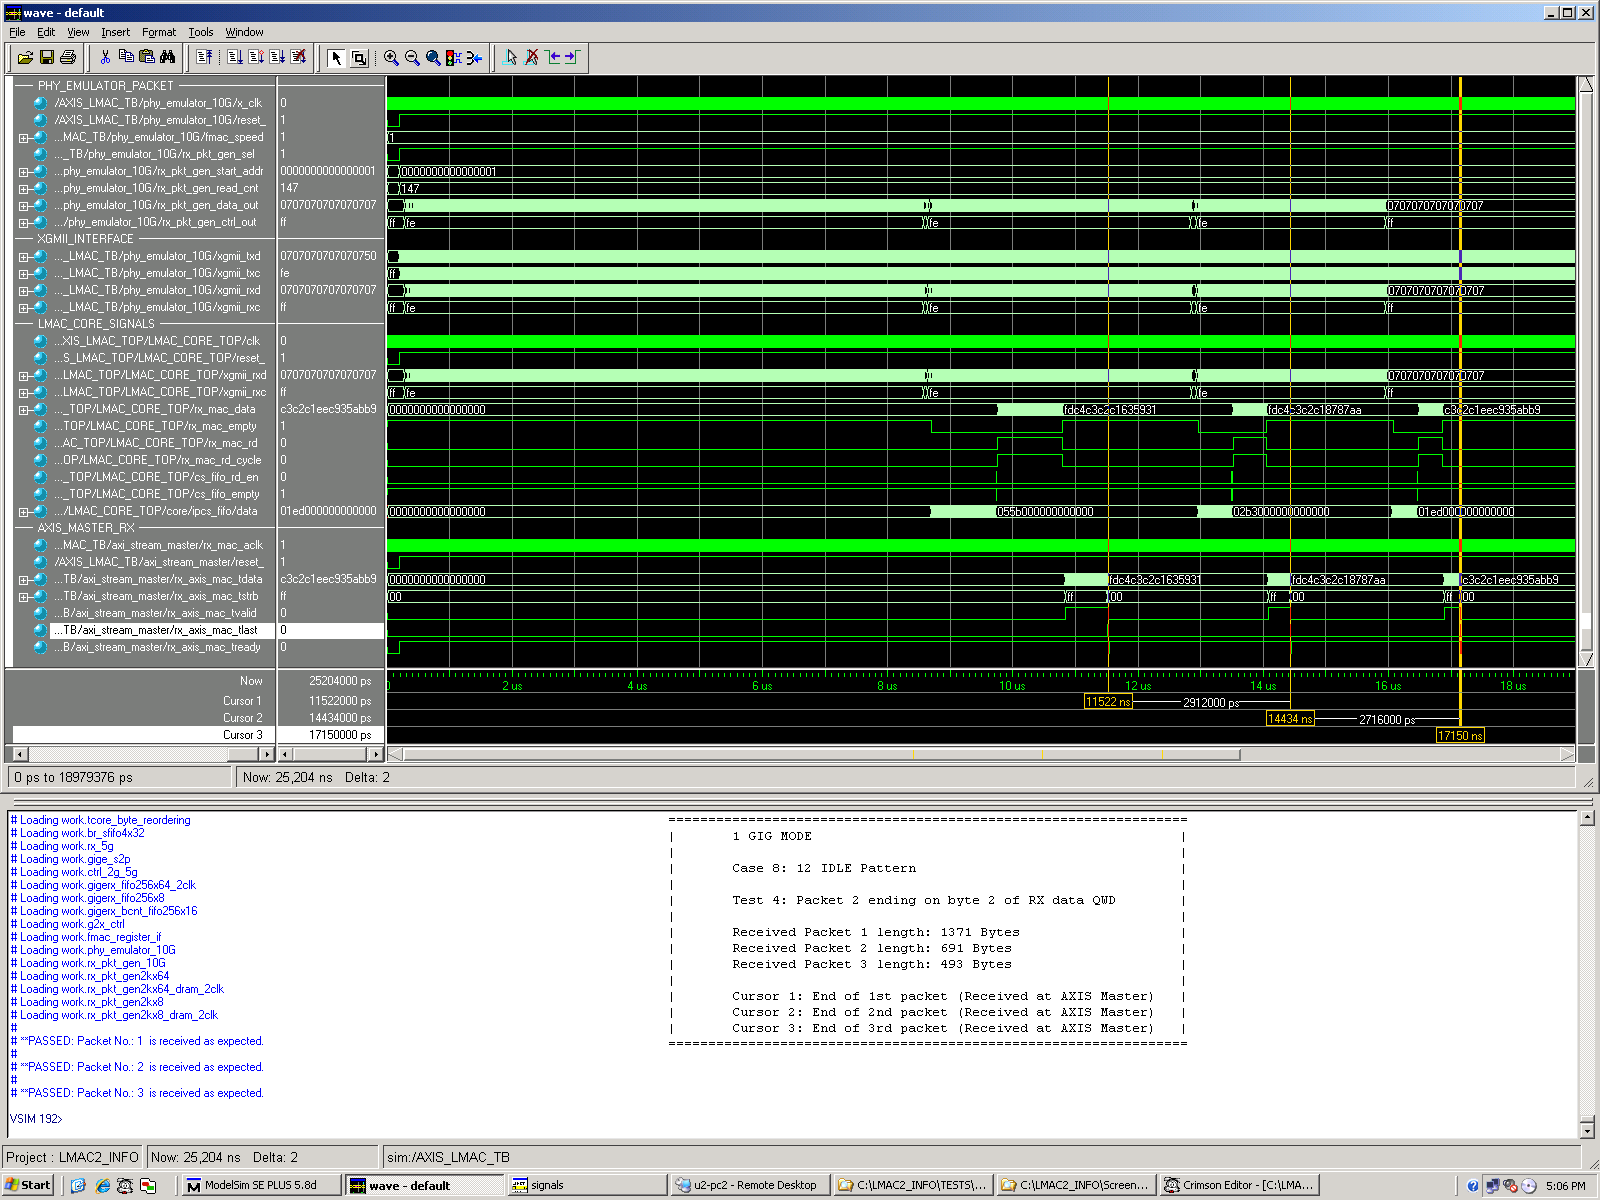 wave - default
File Edit View Insert Format Tools Window
PHY_EMULATOR_PACKET
/AXIS_LMAC_TB/phy_emulator_10G/x_clk 0
/AXIS_LMAC_TB/phy_emulator_10G/reset_ 1
...MAC_TB/phy_emulator_10G/fmac_speed 1 1
..._TB/phy_emulator_10G/rx_pkt_gen_sel 1
...phy_emulator_10G/rx_pkt_gen_start_addr 0000000000000001 0000000000000001
...phy_emulator_10G/rx_pkt_gen_read_cnt 147 147
...phy_emulator_10G/rx_pkt_gen_data_out 0707070707070707 0707070707070707
.../phy_emulator_10G/rx_pkt_gen_ctrl_out ff ff fe fe fe ff
XGMII_INTERFACE
..._LMAC_TB/phy_emulator_10G/xgmii_txd 0707070707070750
..._LMAC_TB/phy_emulator_10G/xgmii_txc fe ff
..._LMAC_TB/phy_emulator_10G/xgmii_rxd 0707070707070707 0707070707070707
..._LMAC_TB/phy_emulator_10G/xgmii_rxc ff ff fe fe fe ff
LMAC_CORE_SIGNALS
...XIS_LMAC_TOP/LMAC_CORE_TOP/clk 0
...S_LMAC_TOP/LMAC_CORE_TOP/reset_ 1
...LMAC_TOP/LMAC_CORE_TOP/xgmii_rxd 0707070707070707 0707070707070707
...LMAC_TOP/LMAC_CORE_TOP/xgmii_rxc ff ff fe fe fe ff
..._TOP/LMAC_CORE_TOP/rx_mac_data c3c2c1eec935abb9 0000000000000000 fdc4c3c2c1635931 fdc4c3c2c18787aa c3c2c1eec935abb9
...TOP/LMAC_CORE_TOP/rx_mac_empty 1
...AC_TOP/LMAC_CORE_TOP/rx_mac_rd 0
...OP/LMAC_CORE_TOP/rx_mac_rd_cycle 0
..._TOP/LMAC_CORE_TOP/cs_fifo_rd_en 0
..._TOP/LMAC_CORE_TOP/cs_fifo_empty 1
.../LMAC_CORE_TOP/core/ipcs_fifo/data 01ed000000000000 0000000000000000 055b000000000000 02b3000000000000 01ed000000000000
AXIS_MASTER_RX
...MAC_TB/axi_stream_master/rx_mac_aclk 1
/AXIS_LMAC_TB/axi_stream_master/reset_ 1
...TB/axi_stream_master/rx_axis_mac_tdata c3c2c1eec935abb9 0000000000000000 fdc4c3c2c1635931 fdc4c3c2c18787aa c3c2c1eec935abb9
...TB/axi_stream_master/rx_axis_mac_tstrb ff 00 ff 00 ff 00 ff 00
...B/axi_stream_master/rx_axis_mac_tvalid 0
...TB/axi_stream_master/rx_axis_mac_tlast 0
...B/axi_stream_master/rx_axis_mac_tready 0
Now 25204000 ps 0 2 us 4 us 6 us 8 us 10 us 12 us 14 us 16 us 18 us
Cursor 1 11522000 ps 11522 ns 2912000 ps
Cursor 2 14434000 ps 14434 ns 2716000 ps
Cursor 3 17150000 ps 17150 ns
0 ps to 18979376 ps Now: 25,204 ns Delta: 2
# Loading work.tcore_byte_reordering
# Loading work.br_sfifo4x32
# Loading work.rx_5g
# Loading work.gige_s2p
# Loading work.ctrl_2g_5g
# Loading work.gigerx_fifo256x64_2clk
# Loading work.gigerx_fifo256x8
# Loading work.gigerx_bcnt_fifo256x16
# Loading work.g2x_ctrl
# Loading work.fmac_register_if
# Loading work.phy_emulator_10G
# Loading work.rx_pkt_gen_10G
# Loading work.rx_pkt_gen2kx64
# Loading work.rx_pkt_gen2kx64_dram_2clk
# Loading work.rx_pkt_gen2kx8
# Loading work.rx_pkt_gen2kx8_dram_2clk
#
# **PASSED: Packet No.: 1 is received as expected.
#
# **PASSED: Packet No.: 2 is received as expected.
#
# **PASSED: Packet No.: 3 is received as expected.
VSIM 192>
=================================================================
| 1 GIG MODE |
| |
| Case 8: 12 IDLE Pattern |
| |
| Test 4: Packet 2 ending on byte 2 of RX data QWD |
| |
| Received Packet 1 length: 1371 Bytes |
| Received Packet 2 length: 691 Bytes |
| Received Packet 3 length: 493 Bytes |
| |
| Cursor 1: End of 1st packet (Received at AXIS Master) |
| Cursor 2: End of 2nd packet (Received at AXIS Master) |
| Cursor 3: End of 3rd packet (Received at AXIS Master) |
=================================================================
Project : LMAC2_INFO Now: 25,204 ns Delta: 2 sim:/AXIS_LMAC_TB
Start ModelSim SE PLUS 5.8d wave - default signals u2-pc2 - Remote Desktop C:\LMAC2_INFO\TESTS\... C:\LMAC2_INFO\Screen... Crimson Editor - [C:\LMA... 5:06 PM